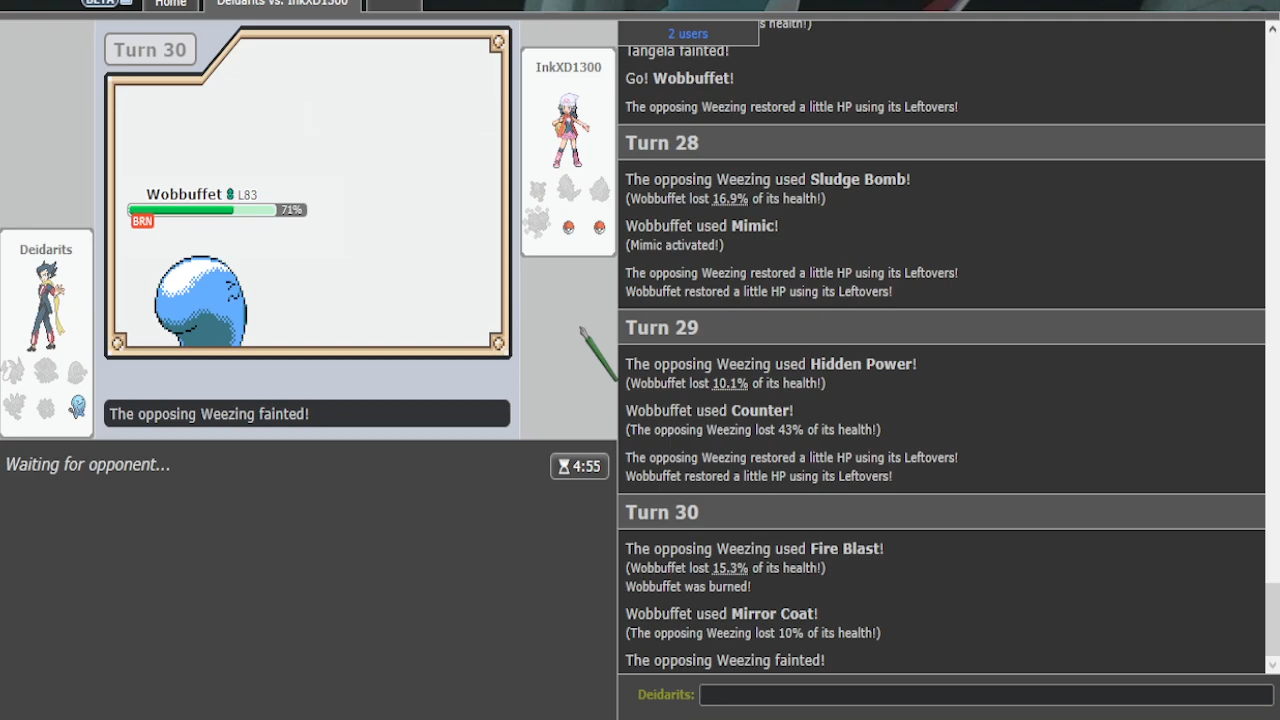 BETA
Home
Deidarits vs. InkXD1300
Turn 30
InkXD1300
Wobbuffet L83
71%
BRN
Deidarits
The opposing Weezing fainted!
Waiting for opponent...
4:55
2 users
s health!)
Tangela fainted!
Go! Wobbuffet!
The opposing Weezing restored a little HP using its Leftovers!
Turn 28
The opposing Weezing used Sludge Bomb!
(Wobbuffet lost 16.9% of its health!)
Wobbuffet used Mimic!
(Mimic activated!)
The opposing Weezing restored a little HP using its Leftovers!
Wobbuffet restored a little HP using its Leftovers!
Turn 29
The opposing Weezing used Hidden Power!
(Wobbuffet lost 10.1% of its health!)
Wobbuffet used Counter!
(The opposing Weezing lost 43% of its health!)
The opposing Weezing restored a little HP using its Leftovers!
Wobbuffet restored a little HP using its Leftovers!
Turn 30
The opposing Weezing used Fire Blast!
(Wobbuffet lost 15.3% of its health!)
Wobbuffet was burned!
Wobbuffet used Mirror Coat!
(The opposing Weezing lost 10% of its health!)
The opposing Weezing fainted!
Deidarits: